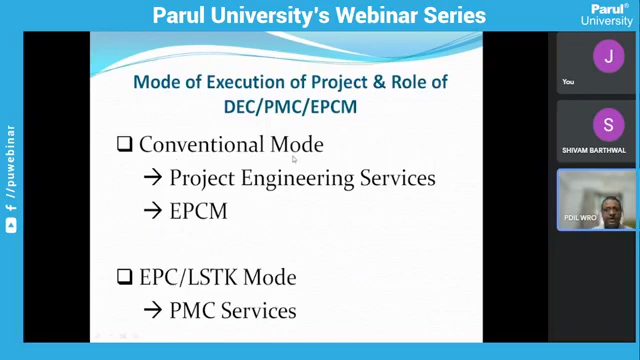 Parul University's Webinar Series
Parul®
University
Mode of Execution of Project & Role of
DEC/PMC/EPCM
❑ Conventional Mode
→ Project Engineering Services
→ EPCM
❑ EPC/LSTK Mode
→ PMC Services
J
You
S
SHIVAM BARTHWAL
PDIL WRO
f //puwebinar